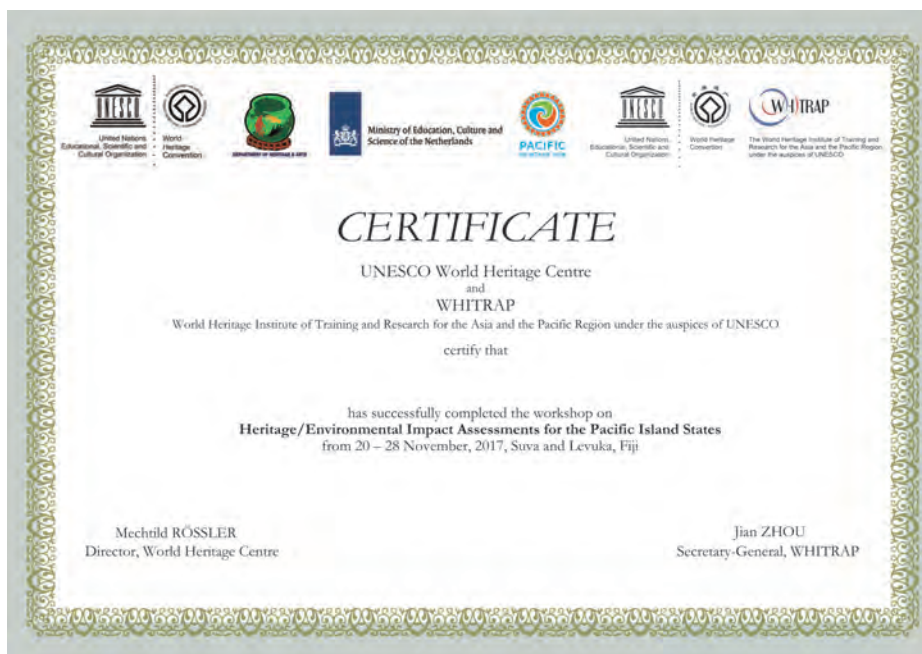 UNESCO
United Nations
Educational, Scientific and
Cultural Organization
World
Heritage
Convention
DEPARTMENT OF HERITAGE & ARTS
Ministry of Education, Culture and
Science of the Netherlands
PACIFIC
UNESCO
United Nations
Educational, Scientific and
Cultural Organization
World Heritage
Convention
WHITRAP
The World Heritage Institute of Training and
Research for the Asia and the Pacific Region
under the auspices of UNESCO
CERTIFICATE
UNESCO World Heritage Centre
and
WHITRAP
World Heritage Institute of Training and Research for the Asia and the Pacific Region under the auspices of UNESCO
certify that
has successfully completed the workshop on
Heritage/Environmental Impact Assessments for the Pacific Island States
from 20 – 28 November, 2017, Suva and Levuka, Fiji
Mechtild RÖSSLER
Director, World Heritage Centre
Jian ZHOU
Secretary-General, WHITRAP